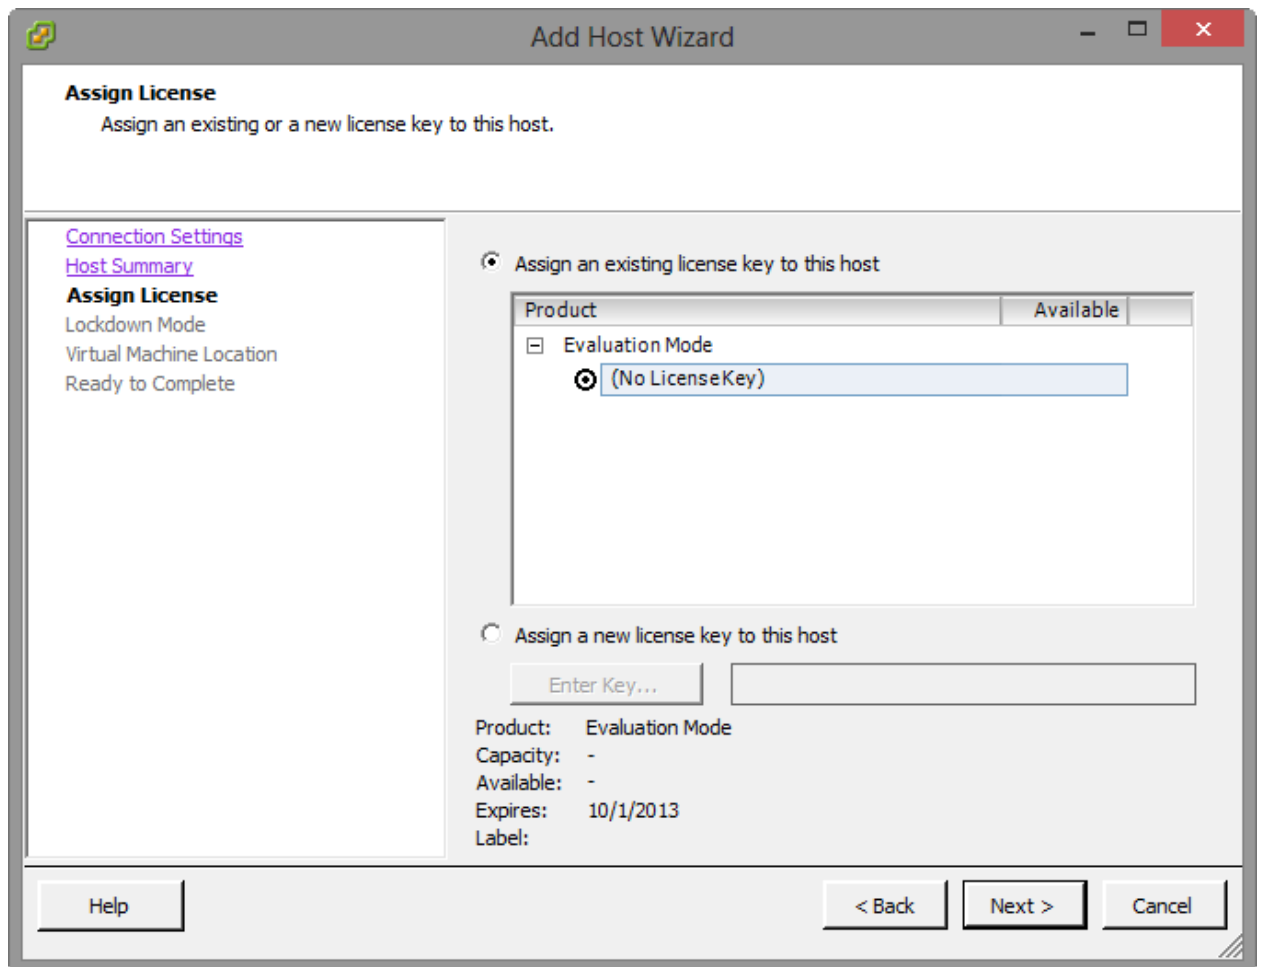 Add Host Wizard
Assign License
Assign an existing or a new license key to this host.
Connection Settings
Host Summary
Assign License
Lockdown Mode
Virtual Machine Location
Ready to Complete
Assign an existing license key to this host
Product Available
Evaluation Mode
(No License Key)
Assign a new license key to this host
Enter Key...
Product: Evaluation Mode
Capacity: -
Available: -
Expires: 10/1/2013
Label:
Help < Back Next > Cancel